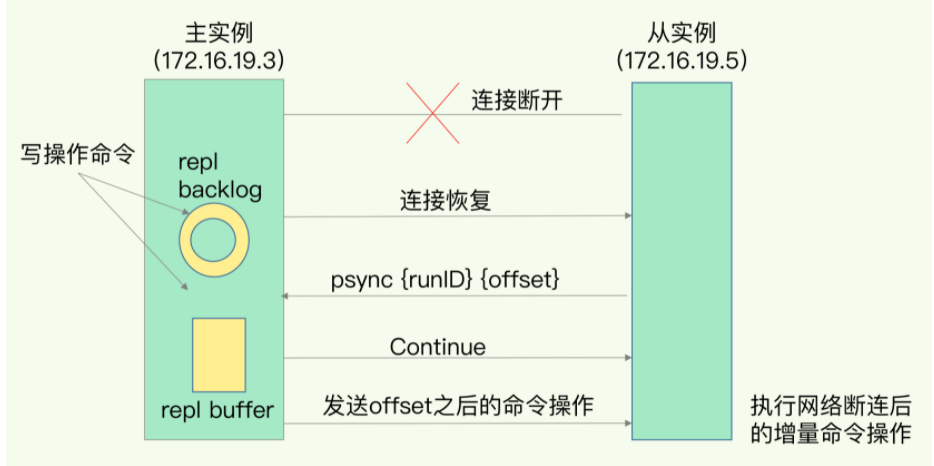 主实例
(172.16.19.3)
从实例
(172.16.19.5)
连接断开
写操作命令
repl
backlog
连接恢复
psync {runID} {offset}
Continue
repl buffer
发送offset之后的命令操作
执行网络断连后
的增量命令操作